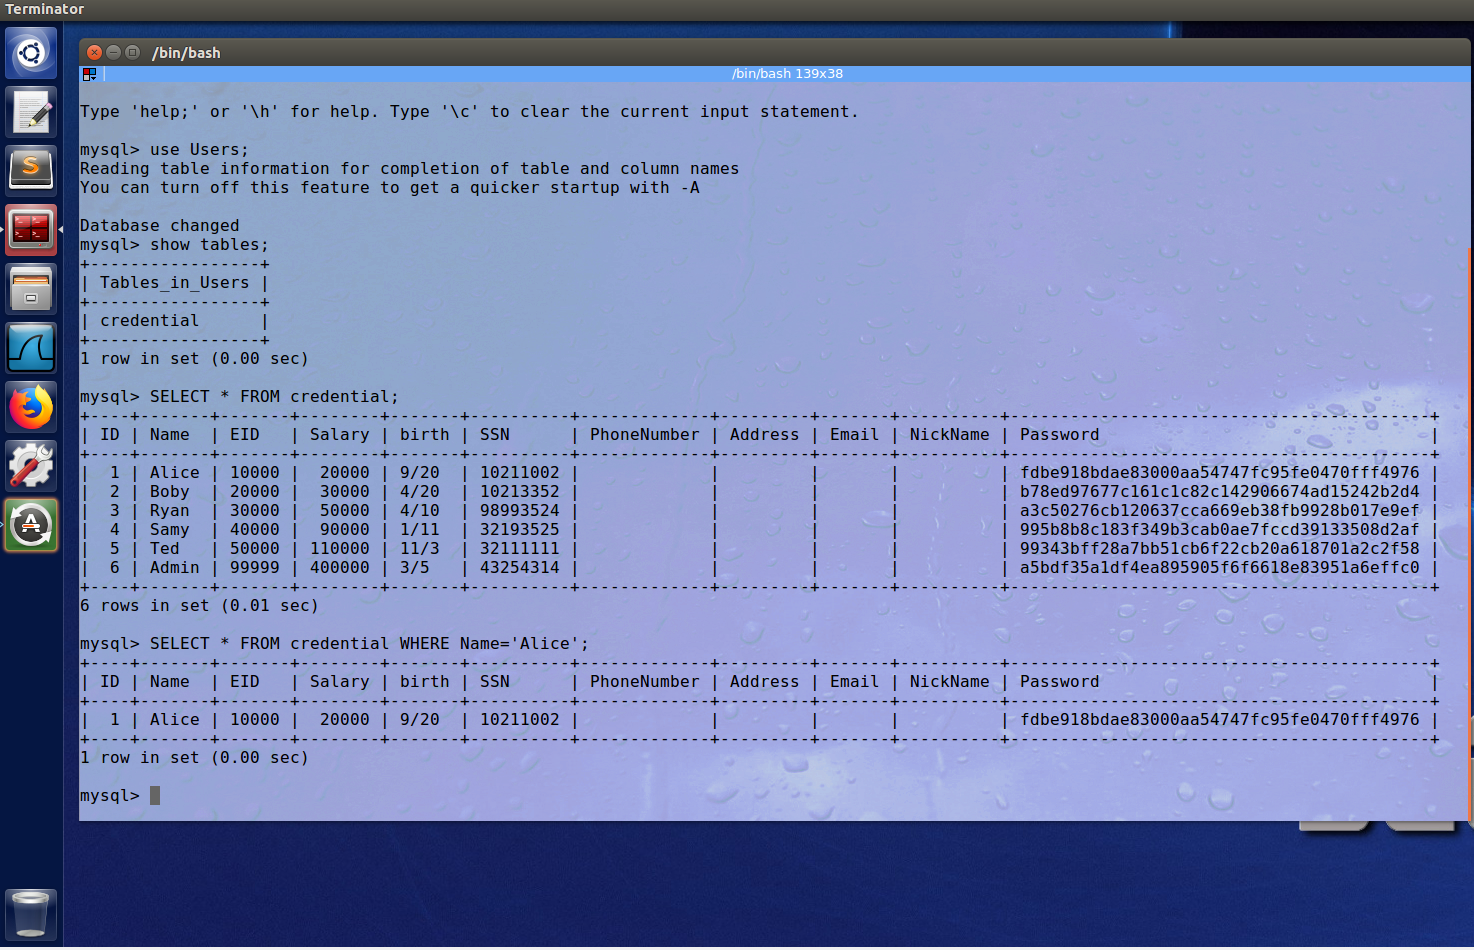 Terminator
/bin/bash
/bin/bash 139x38
Type 'help;' or '\h' for help. Type '\c' to clear the current input statement.
mysql> use Users;
Reading table information for completion of table and column names
You can turn off this feature to get a quicker startup with -A
Database changed
mysql> show tables;
+-----------------+
| Tables_in_Users |
+-----------------+
| credential      |
+-----------------+
1 row in set (0.00 sec)
mysql> SELECT * FROM credential;
+----+-------+-------+--------+-------+----------+-------------+---------+-------+----------+------------------------------------------+
| ID | Name  | EID   | Salary | birth | SSN      | PhoneNumber | Address | Email | NickName | Password                                 |
+----+-------+-------+--------+-------+----------+-------------+---------+-------+----------+------------------------------------------+
|  1 | Alice | 10000 |  20000 | 9/20  | 10211002 |             |         |       |          | fdbe918bdae83000aa54747fc95fe0470fff4976 |
|  2 | Boby  | 20000 |  30000 | 4/20  | 10213352 |             |         |       |          | b78ed97677c161c1c82c142906674ad15242b2d4 |
|  3 | Ryan  | 30000 |  50000 | 4/10  | 98993524 |             |         |       |          | a3c50276cb120637cca669eb38fb9928b017e9ef |
|  4 | Samy  | 40000 |  90000 | 1/11  | 32193525 |             |         |       |          | 995b8b8c183f349b3cab0ae7fccd39133508d2af |
|  5 | Ted   | 50000 | 110000 | 11/3  | 32111111 |             |         |       |          | 99343bff28a7bb51cb6f22cb20a618701a2c2f58 |
|  6 | Admin | 99999 | 400000 | 3/5   | 43254314 |             |         |       |          | a5bdf35a1df4ea895905f6f6618e83951a6effc0 |
+----+-------+-------+--------+-------+----------+-------------+---------+-------+----------+------------------------------------------+
6 rows in set (0.01 sec)
mysql> SELECT * FROM credential WHERE Name='Alice';
+----+-------+-------+--------+-------+----------+-------------+---------+-------+----------+------------------------------------------+
| ID | Name  | EID   | Salary | birth | SSN      | PhoneNumber | Address | Email | NickName | Password                                 |
+----+-------+-------+--------+-------+----------+-------------+---------+-------+----------+------------------------------------------+
|  1 | Alice | 10000 |  20000 | 9/20  | 10211002 |             |         |       |          | fdbe918bdae83000aa54747fc95fe0470fff4976 |
+----+-------+-------+--------+-------+----------+-------------+---------+-------+----------+------------------------------------------+
1 row in set (0.00 sec)
mysql>